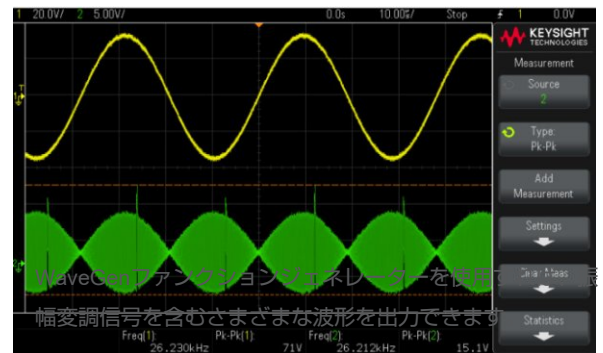 1 20.0V/ 2 5.00V/ 0.0s 10.00%/ Stop 1 0.0V
KEYSIGHT
TECHNOLOGIES
Measurement
Source
2
Type:
Pk-Pk
Add
Measurement
Settings
Clear Meas
Statistics
WaveGenファンクションジェネレーターを使用す
幅変調信号を含むさまざまな波形を出力できます
Freq(1): Pk-Pk(1): Freq(2): Pk-Pk(2):
26.230kHz 71V 26.212kHz 15.1V